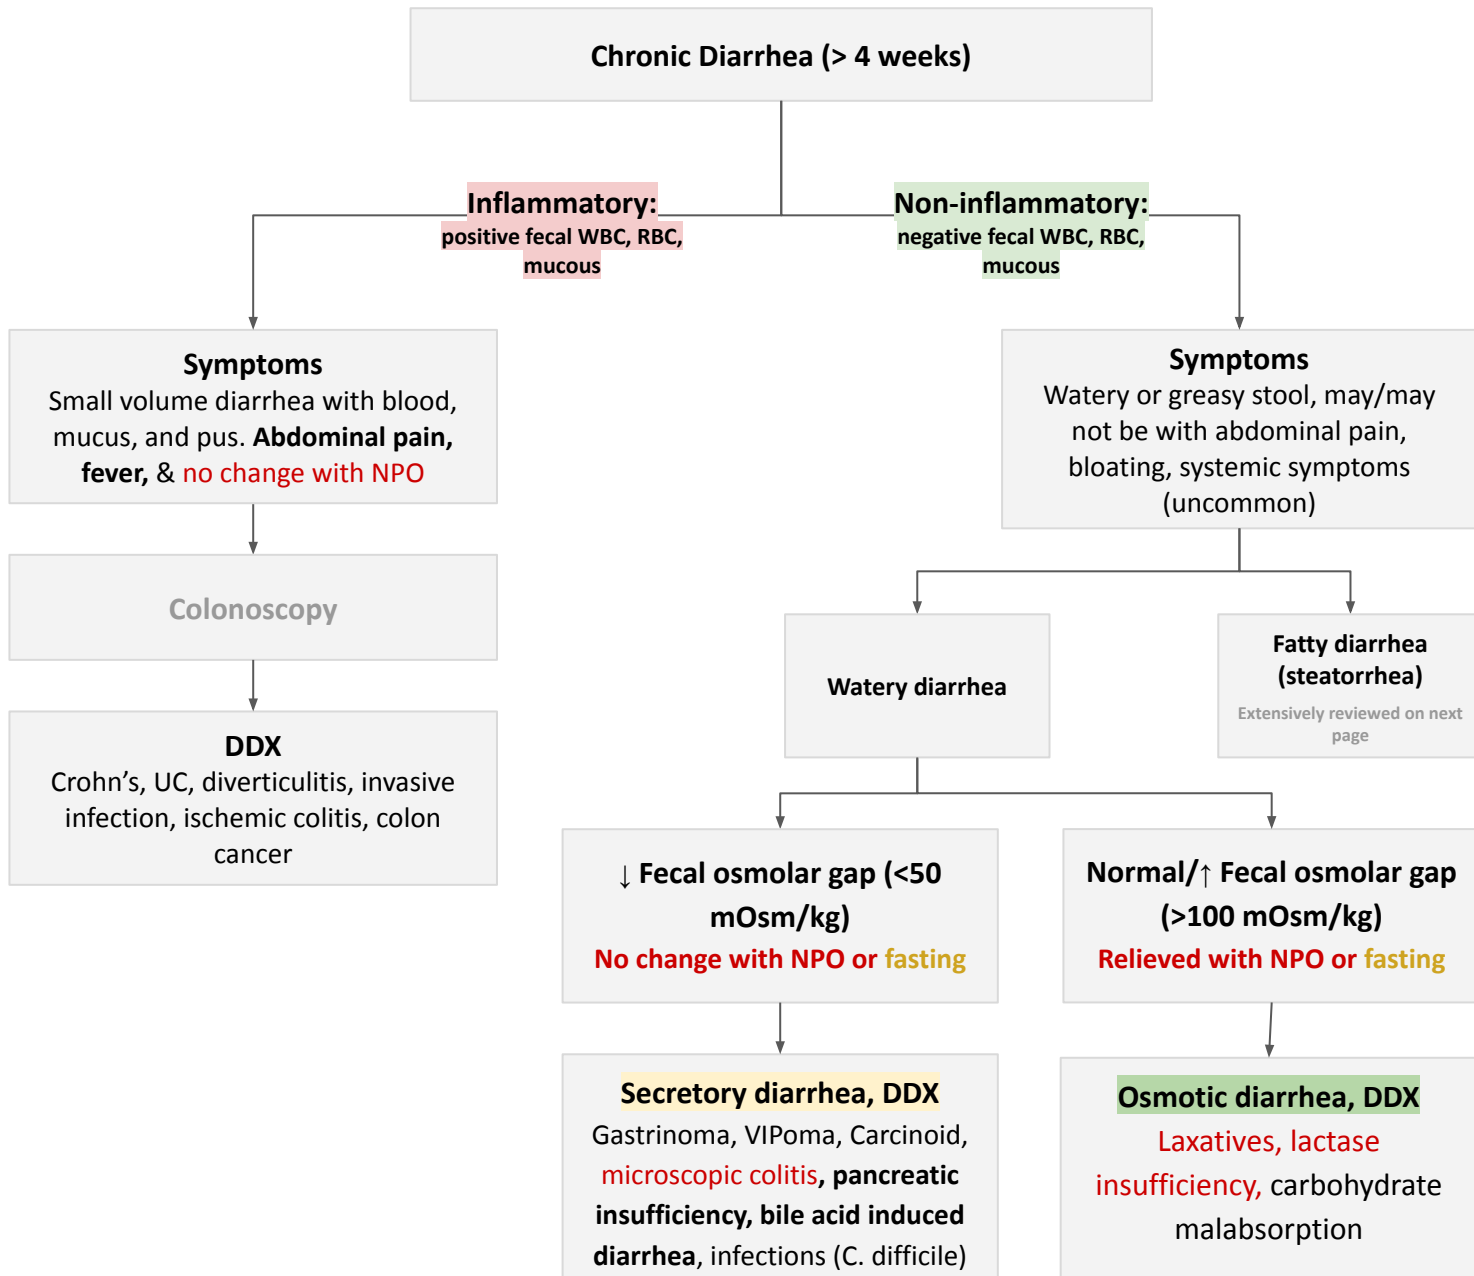 Chronic Diarrhea (> 4 weeks)
Inflammatory:
positive fecal WBC, RBC,
mucous
Non-inflammatory:
negative fecal WBC, RBC,
mucous
Symptoms
Small volume diarrhea with blood,
mucus, and pus. Abdominal pain,
fever, & no change with NPO
Symptoms
Watery or greasy stool, may/may
not be with abdominal pain,
bloating, systemic symptoms
(uncommon)
Colonoscopy
Watery diarrhea
Fatty diarrhea
(steatorrhea)
Extensively reviewed on next
page
DDX
Crohn’s, UC, diverticulitis, invasive
infection, ischemic colitis, colon
cancer
↓ Fecal osmolar gap (<50
mOsm/kg)
No change with NPO or fasting
Normal/↑ Fecal osmolar gap
(>100 mOsm/kg)
Relieved with NPO or fasting
Secretory diarrhea, DDX
Gastrinoma, VIPoma, Carcinoid,
microscopic colitis, pancreatic
insufficiency, bile acid induced
diarrhea, infections (C. difficile)
Osmotic diarrhea, DDX
Laxatives, lactase
insufficiency, carbohydrate
malabsorption